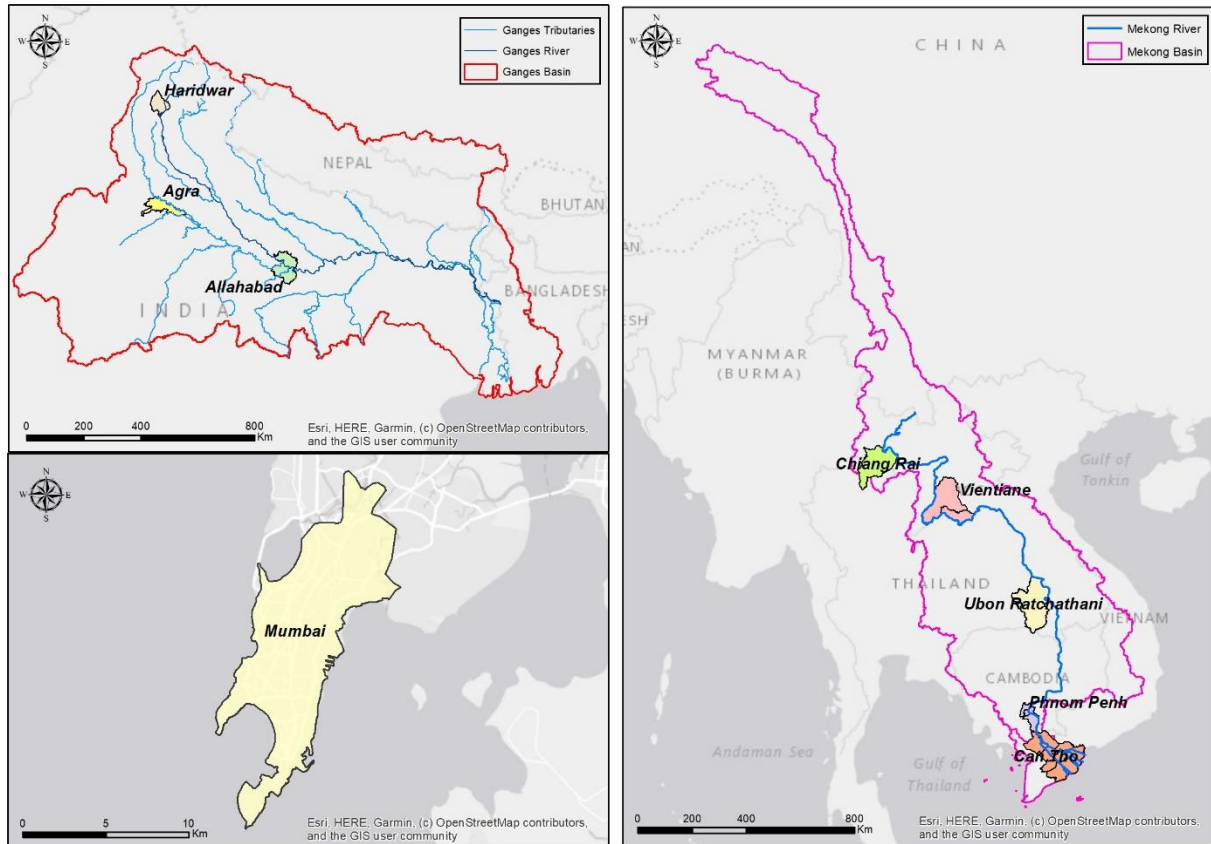 N
W E
S
Ganges Tributaries
Ganges River
Ganges Basin
Haridwar
NEPAL
Agra
BHUTAN
Allahabad
BANGLADESH
INDIA
0 200 400 800
Km
Esri, HERE, Garmin, (c) OpenStreetMap contributors,
and the GIS user community
N
W E
S
Mumbai
0 5 10
Km
Esri, HERE, Garmin, (c) OpenStreetMap contributors,
and the GIS user community
N
W E
S
Mekong River
Mekong Basin
CHINA
AN
ESH
MYANMAR
(BURMA)
Chiang Rai
Gulf of
Tonkin
Vientiane
THAILAND
Ubon Ratchathani
VIETNAM
CAMBODIA
Phnom Penh
Andaman Sea
Gulf of
Thailand
Can Tho
0 200 400 800
Km
Esri, HERE, Garmin, (c) OpenStreetMap contributors,
and the GIS user community